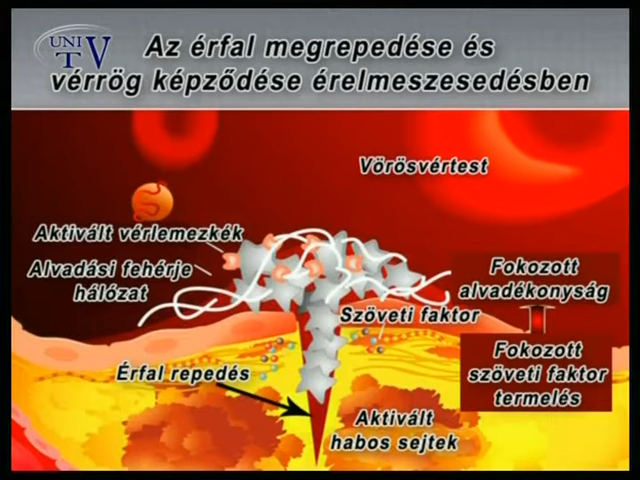 UNI
TV
Az érfal megrepedése és
vérrög képződése érelmeszesedésben
Vörösvértest
Aktivált vérlemezkék
Alvadási fehérje
hálózat
Fokozott
alvadékonyság
Szöveti faktor
Fokozott
szöveti faktor
termelés
Érfal repedés
Aktivált
habos sejtek